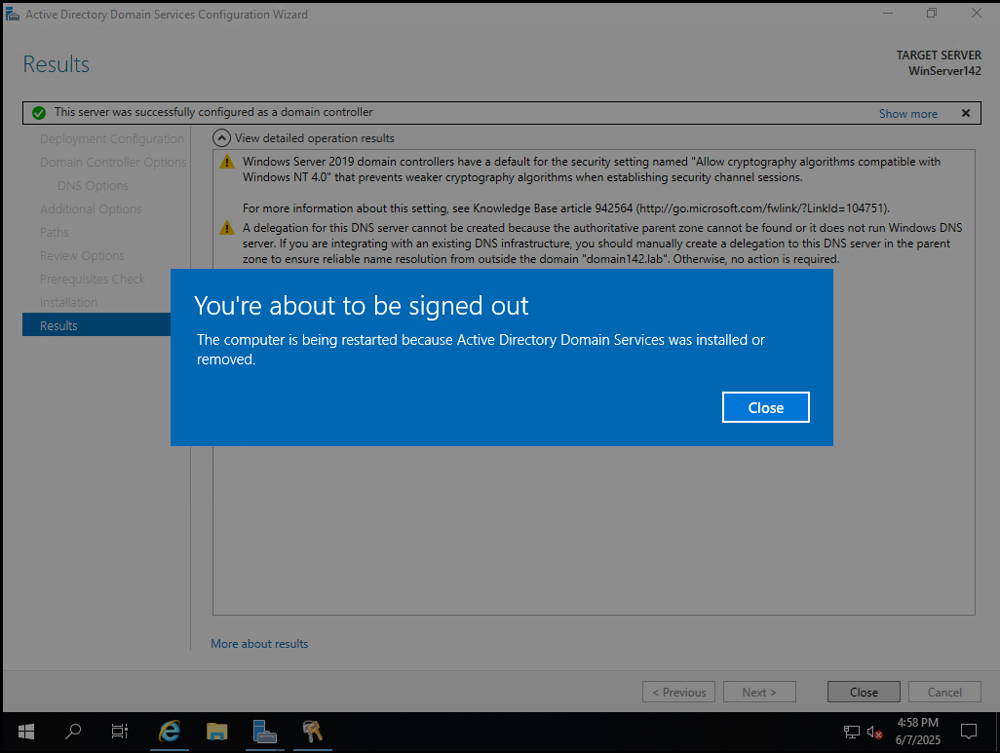 Active Directory Domain Services Configuration Wizard
Results
TARGET SERVER
WinServer142
This server was successfully configured as a domain controller
Show more
Deployment Configuration
Domain Controller Options
DNS Options
Additional Options
Paths
Review Options
Prerequisites Check
Installation
Results
View detailed operation results
Windows Server 2019 domain controllers have a default for the security setting named "Allow cryptography algorithms compatible with
Windows NT 4.0" that prevents weaker cryptography algorithms when establishing security channel sessions.
For more information about this setting, see Knowledge Base article 942564 (http://go.microsoft.com/fwlink/?LinkId=104751).
A delegation for this DNS server cannot be created because the authoritative parent zone cannot be found or it does not run Windows DNS
server. If you are integrating with an existing DNS infrastructure, you should manually create a delegation to this DNS server in the parent
zone to ensure reliable name resolution from outside the domain "domain142.lab". Otherwise, no action is required.
You're about to be signed out
The computer is being restarted because Active Directory Domain Services was installed or
removed.
Close
More about results
< Previous
Next >
Close
Cancel
4:58 PM
6/7/2025